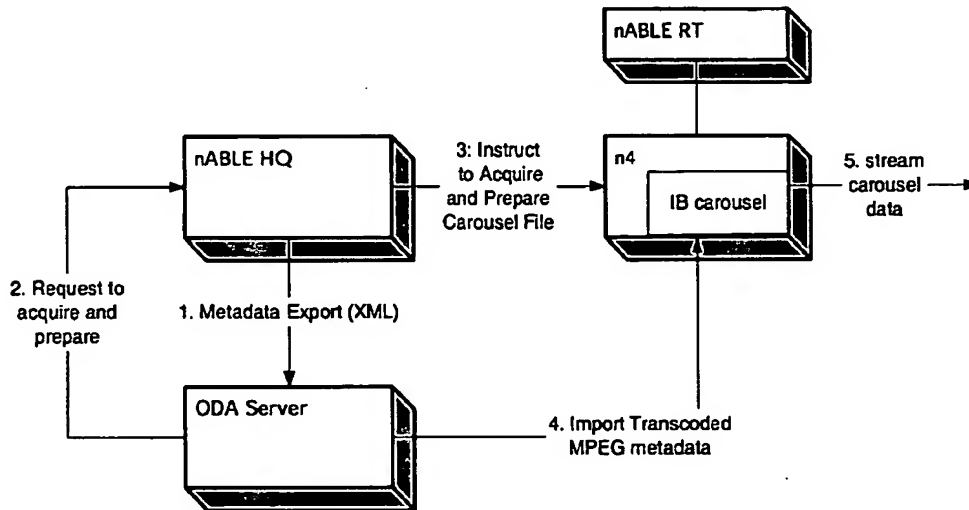 nABLE RT
nABLE HQ
3: Instruct
to Acquire
and Prepare
Carousel File
n4
IB carousel
5. stream
carousel
data
2. Request to
acquire and
prepare
1. Metadata Export (XML)
ODA Server
4. Import Transcoded
MPEG metadata